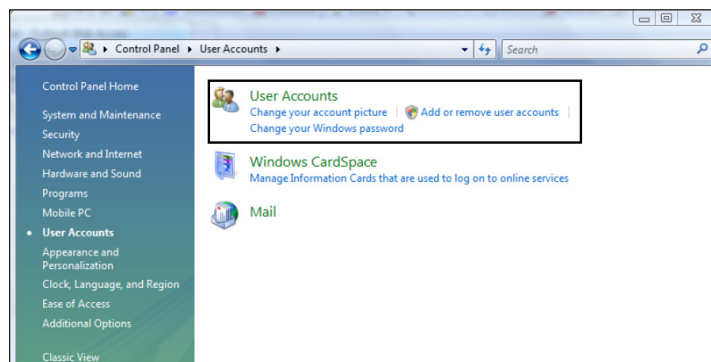 Control Panel ▸ User Accounts ▸
Search
Control Panel Home
System and Maintenance
Security
Network and Internet
Hardware and Sound
Programs
Mobile PC
• User Accounts
Appearance and
Personalization
Clock, Language, and Region
Ease of Access
Additional Options
Classic View
User Accounts
Change your account picture | Add or remove user accounts |
Change your Windows password
Windows CardSpace
Manage Information Cards that are used to log on to online services
Mail